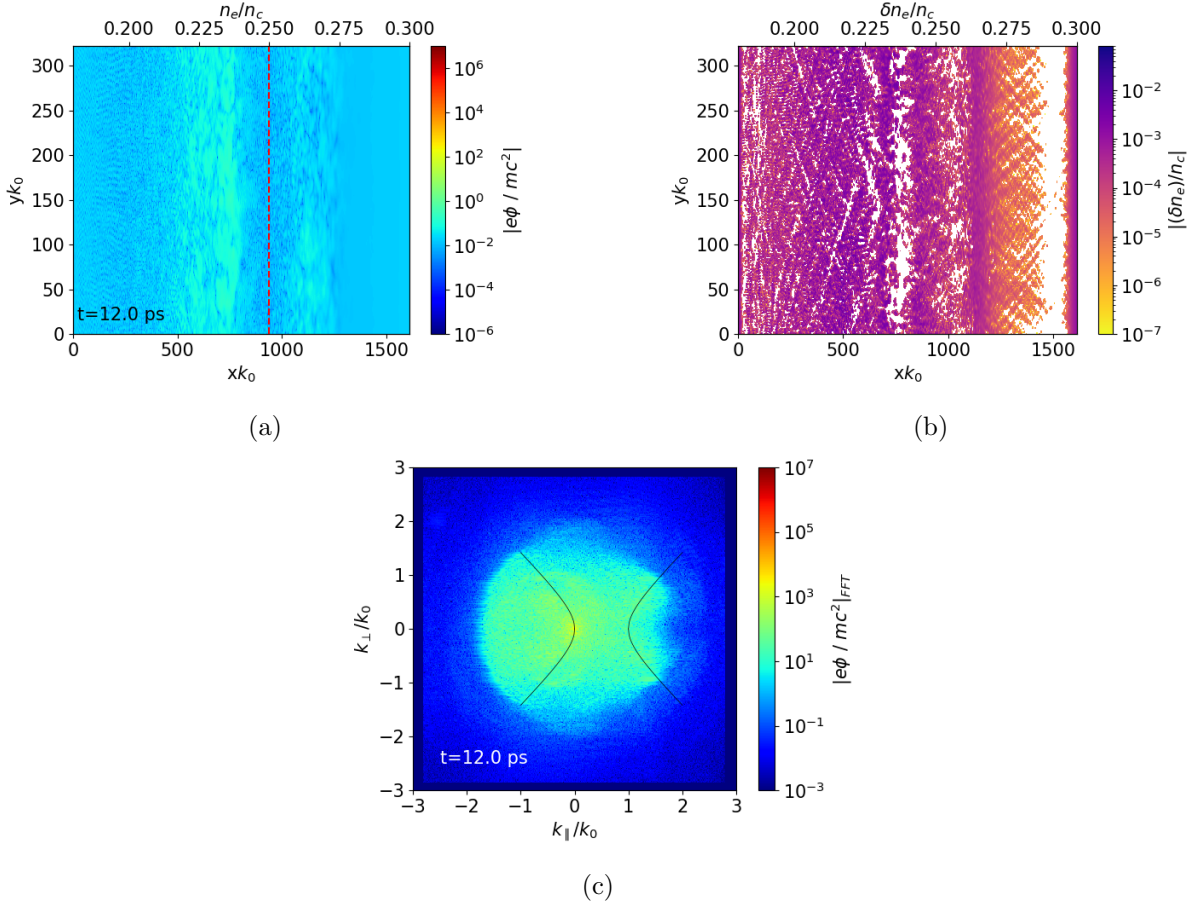 n_e/n_c
0.200 0.225 0.250 0.275 0.300
yk_0
300
250
200
150
100
50
0
t=12.0 ps
0 500 1000 1500
xk_0
10^6
10^4
10^2
10^0
10^-2
10^-4
10^-6
|eϕ / mc^2|
(a)
δn_e/n_c
0.200 0.225 0.250 0.275 0.300
yk_0
300
250
200
150
100
50
0
0 500 1000 1500
xk_0
10^-2
10^-3
10^-4
10^-5
10^-6
10^-7
|(δn_e)/n_c|
(b)
k_⊥/k_0
3
2
1
0
−1
−2
−3
t=12.0 ps
−3 −2 −1 0 1 2 3
k_∥/k_0
10^7
10^5
10^3
10^1
10^-1
10^-3
|eϕ / mc^2|_FFT
(c)